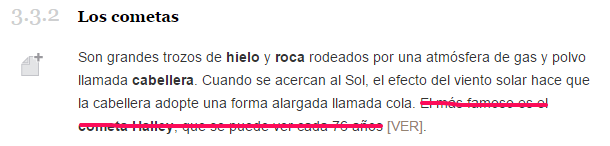 3.3.2 Los cometas
Son grandes trozos de hielo y roca rodeados por una atmósfera de gas y polvo
llamada cabellera. Cuando se acercan al Sol, el efecto del viento solar hace que
la cabellera adopte una forma alargada llamada cola. El más famoso es el
cometa Halley, que se puede ver cada 76 años [VER].